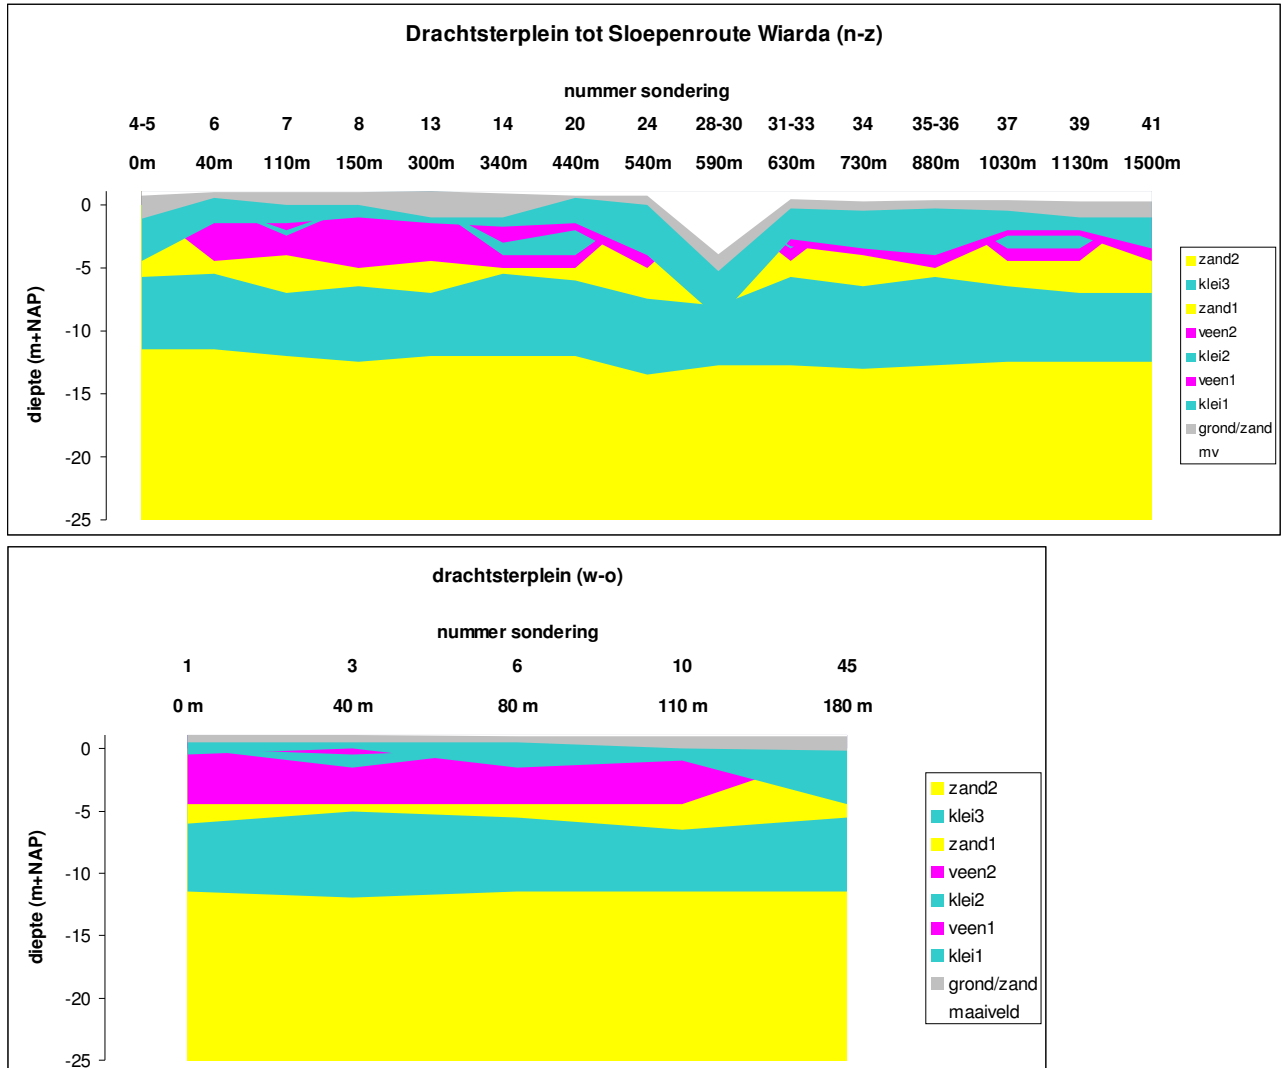 Drachtsterplein tot Sloepenroute Wiarda (n-z)
nummer sondering
4-5 6 7 8 13 14 20 24 28-30 31-33 34 35-36 37 39 41
0m 40m 110m 150m 300m 340m 440m 540m 590m 630m 730m 880m 1030m 1130m 1500m
0
-5
-10
-15
-20
-25
diepte (m+NAP)
zand2
klei3
zand1
veen2
klei2
veen1
klei1
grond/zand
mv
drachtsterplein (w-o)
nummer sondering
1 3 6 10 45
0 m 40 m 80 m 110 m 180 m
0
-5
-10
-15
-20
-25
diepte (m+NAP)
zand2
klei3
zand1
veen2
klei2
veen1
klei1
grond/zand
maaiveld